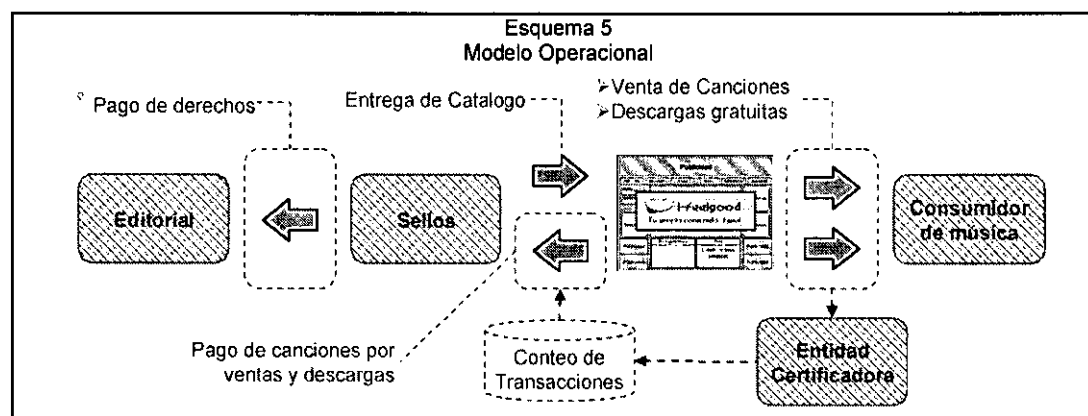 Esquema 5
Modelo Operacional
Pago de derechos
Entrega de Catalogo
➢Venta de Canciones
➢Descargas gratuitas
Editorial
Sellos
Consumidor
de música
Pago de canciones por
ventas y descargas
Conteo de
Transacciones
Entidad
Certificadora